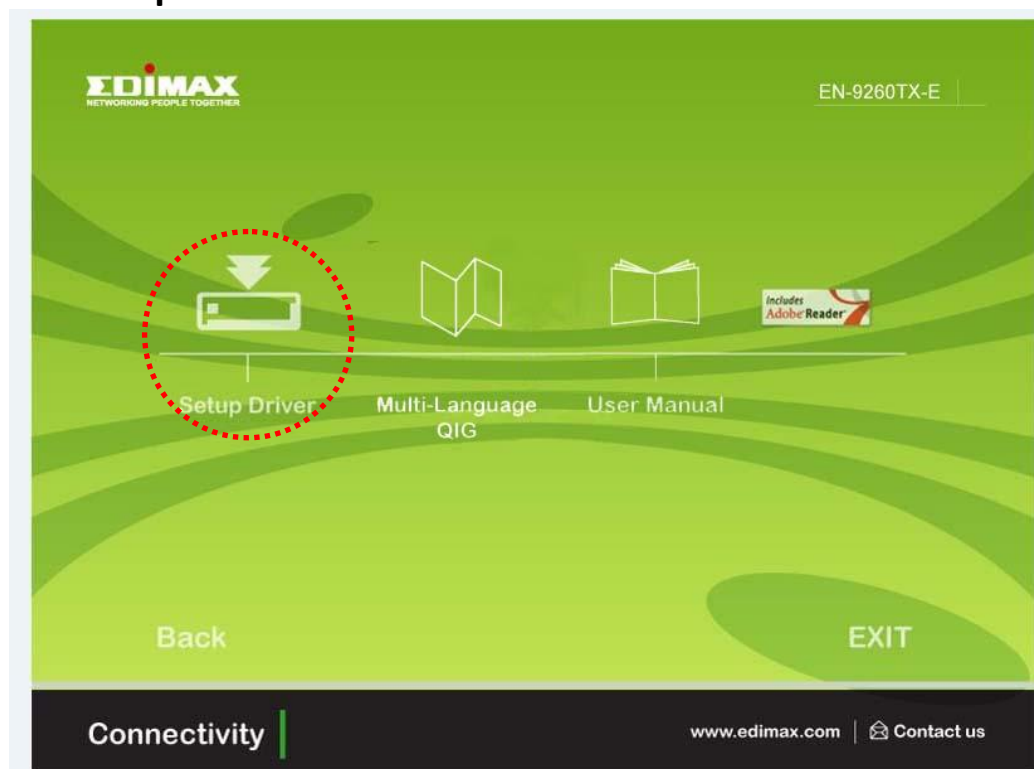 EDIMAX
NETWORKING PEOPLE TOGETHER
EN-9260TX-E
Includes
Adobe Reader
Setup Driver
Multi-Language
QIG
User Manual
Back
EXIT
Connectivity
www.edimax.com
Contact us